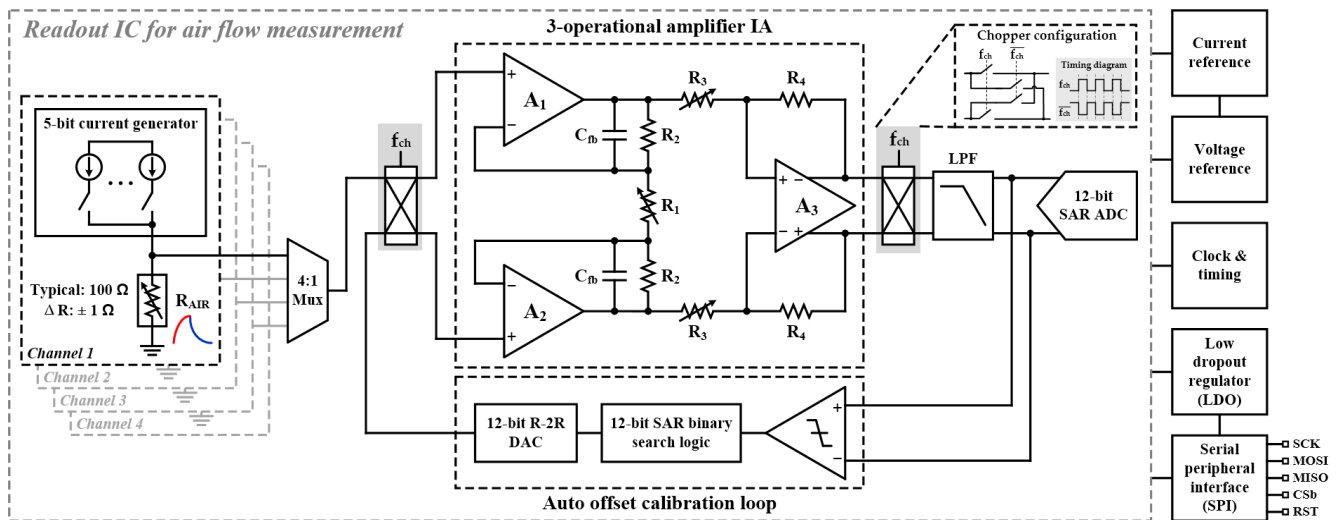 Readout IC for air flow measurement
3-operational amplifier IA
Chopper configuration
fch
fch
Timing diagram
fch
fch
5-bit current generator
Typical: 100 Ω
Δ R: ± 1 Ω
RAIR
Channel 1
Channel 2
Channel 3
Channel 4
4:1
Mux
fch
A1
Cfb
R2
R3
R4
R1
A2
Cfb
R2
R3
R4
A3
fch
LPF
12-bit
SAR ADC
12-bit R-2R
DAC
12-bit SAR binary
search logic
Auto offset calibration loop
Current
reference
Voltage
reference
Clock &
timing
Low
dropout
regulator
(LDO)
Serial
peripheral
interface
(SPI)
SCK
MOSI
MISO
CSb
RST